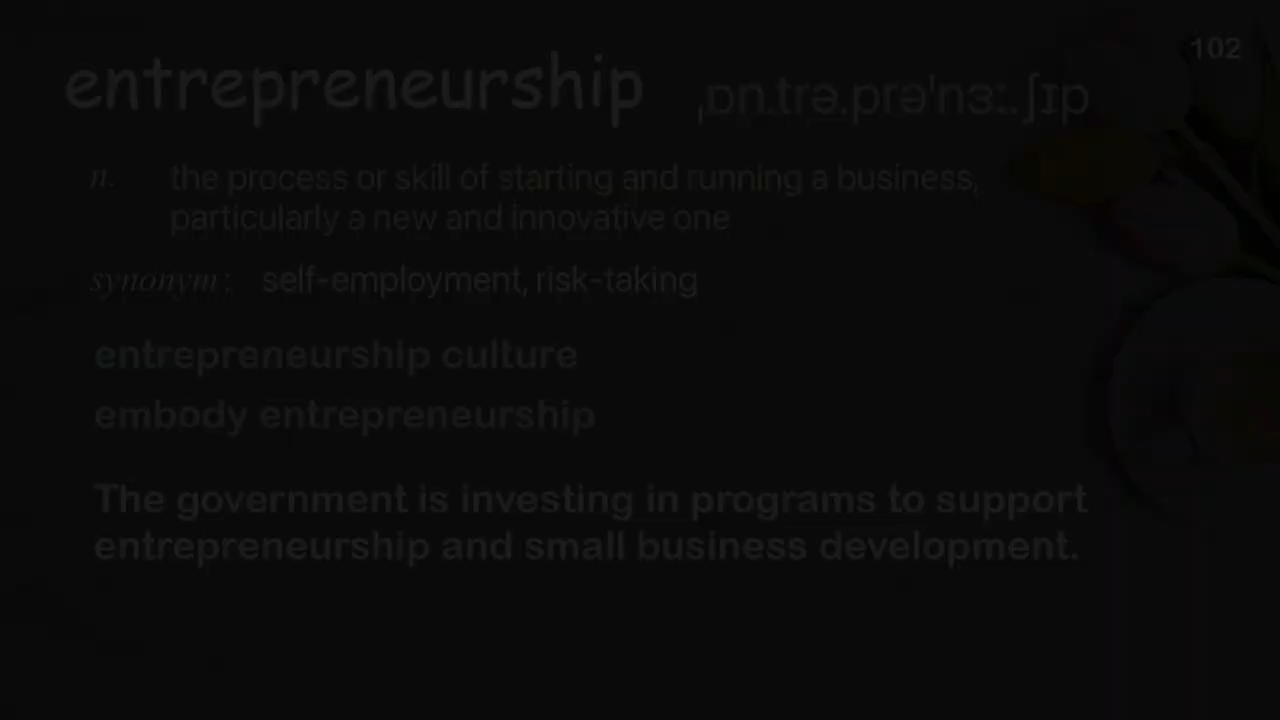 102
entrepreneurship ˌɒn.trə.prəˈnɜː.ʃɪp
n. the process or skill of starting and running a business,
particularly a new and innovative one
synonym : self-employment, risk-taking
entrepreneurship culture
embody entrepreneurship
The government is investing in programs to support
entrepreneurship and small business development.